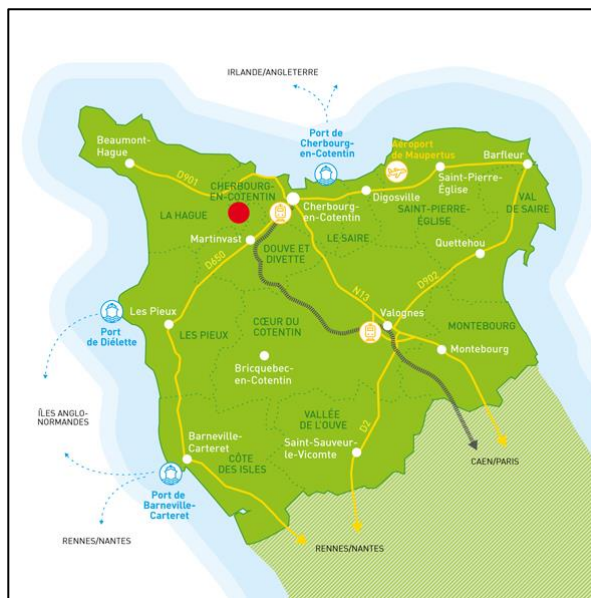 IRLANDE/ANGLETERRE
Port de
Cherbourg-
en-Cotentin
Aéroport
de Maupertus
Beaumont-
Hague
Barfleur
D901
CHERBOURG-
EN-COTENTIN
Saint-Pierre-
Église
Cherbourg-
en-Cotentin
Digosville
VAL
DE SAIRE
LA HAGUE
SAINT-PIERRE-
ÉGLISE
Martinvast
LE SAIRE
DOUVE ET
DIVETTE
Quettehou
D650
D902
N13
Les Pieux
Valognes
Port
de Diélette
LES PIEUX
CŒUR DU
COTENTIN
MONTEBOURG
Montebourg
Bricquebec-
en-Cotentin
ÎLES ANGLO-
NORMANDES
VALLÉE
DE L'OUVE
D2
Barneville-
Carteret
Saint-Sauveur-
le-Vicomte
CÔTE
DES ISLES
CAEN/PARIS
Port de
Barneville-
Carteret
RENNES/NANTES
RENNES/NANTES